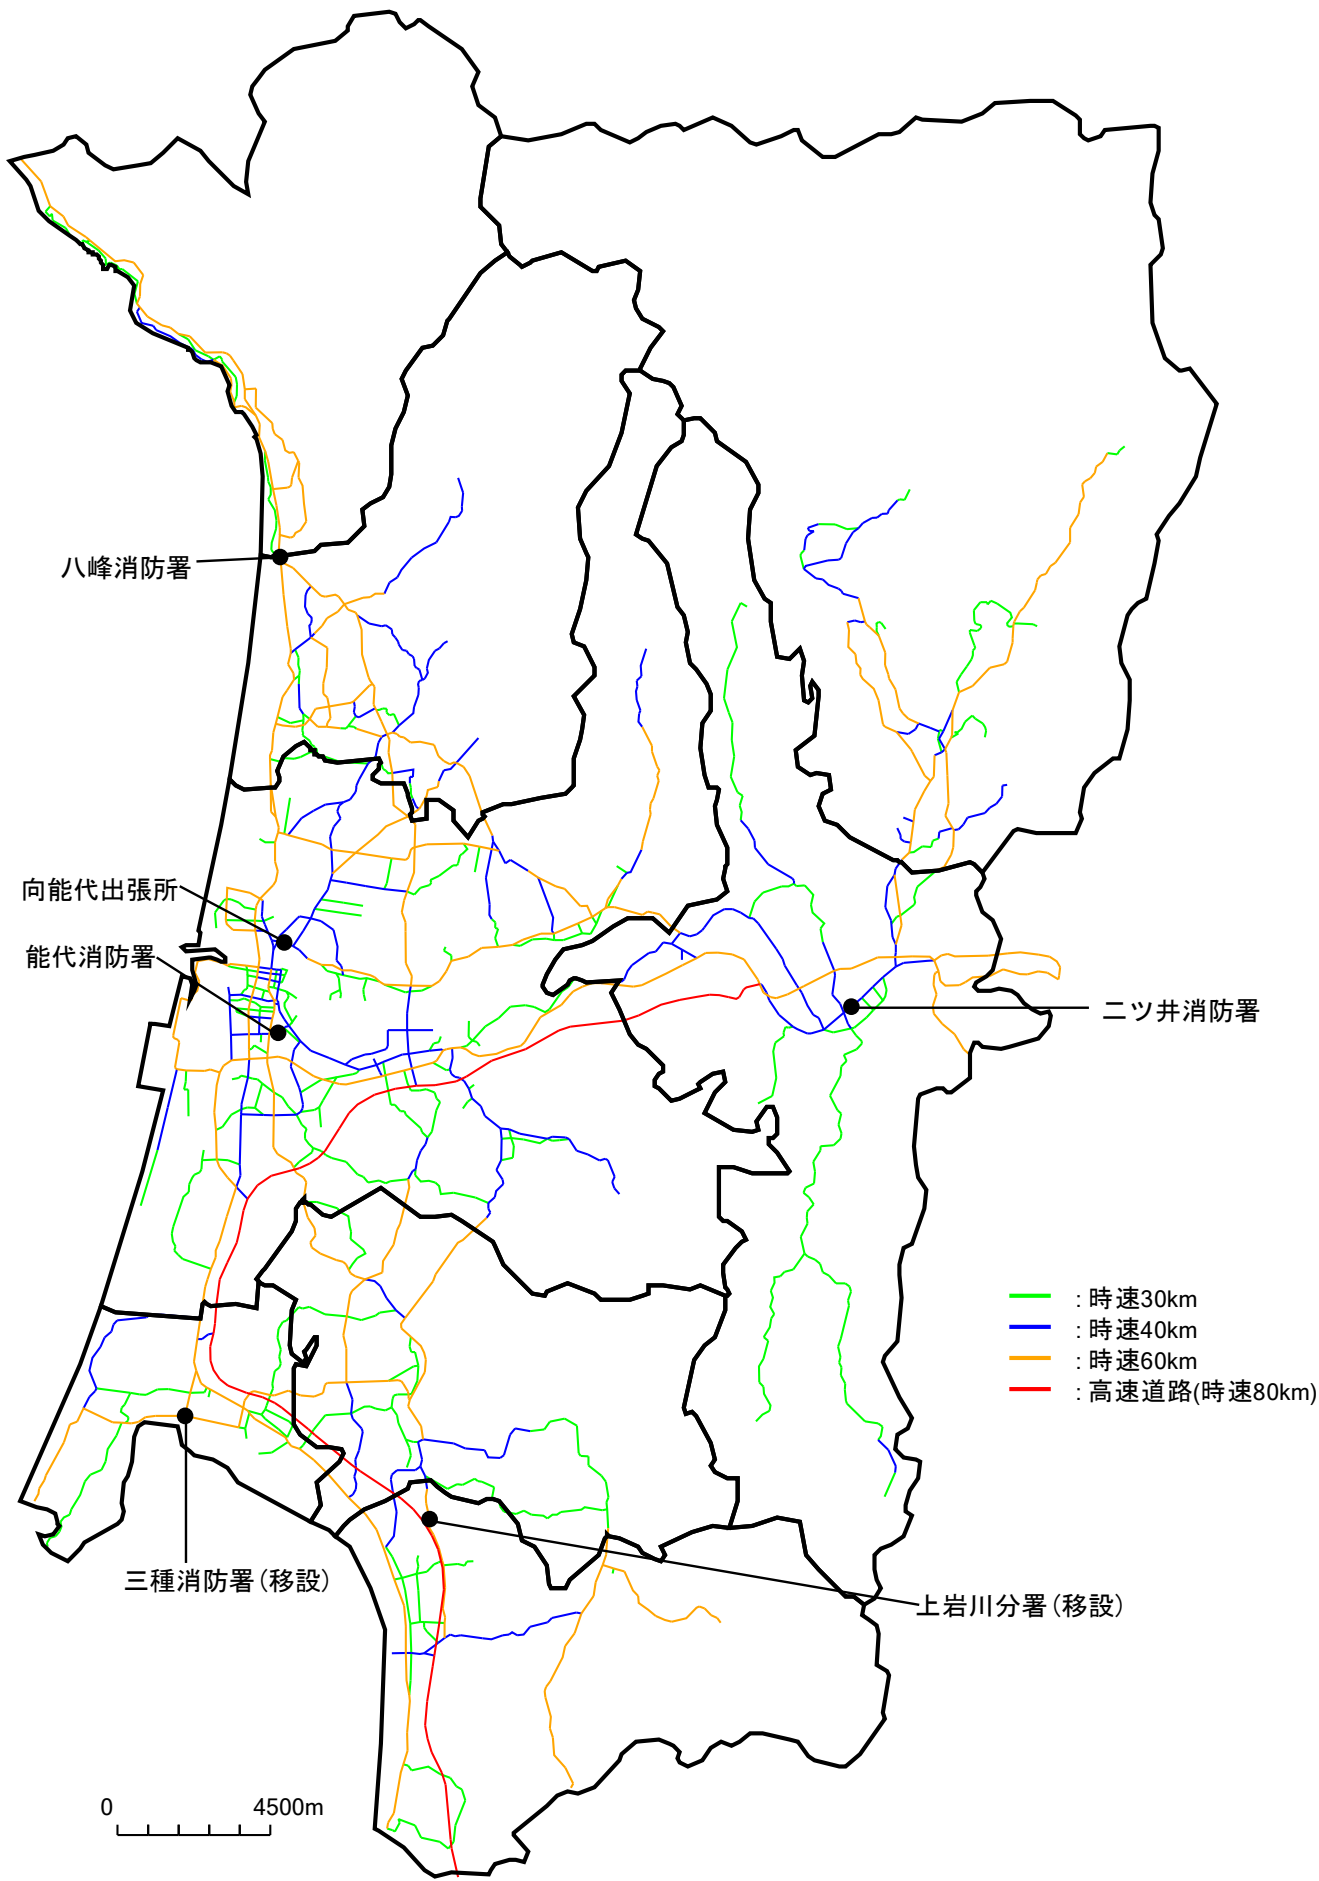 八峰消防署
向能代出張所
能代消防署
二ツ井消防署
：時速30km
：時速40km
：時速60km
：高速道路(時速80km)
三種消防署（移設）
上岩川分署（移設）
0 4500m